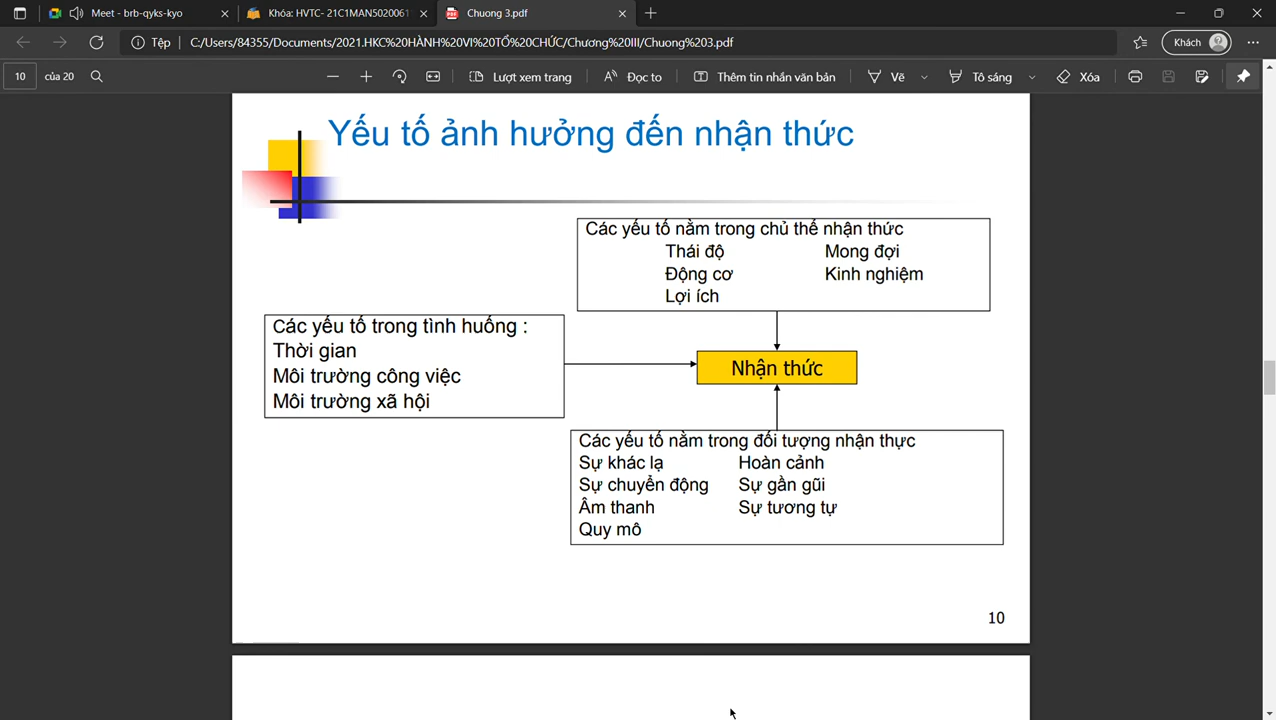 Meet - brb-qyks-kyo
Khóa: HVTC- 21C1MAN5020061
Chuong 3.pdf
Tệp
C:/Users/84355/Documents/2021.HKC%20HÀNH%20VI%20TỔ%20CHỨC/Chương%20III/Chuong%203.pdf
Khách
10 của 20
Lượt xem trang
Đọc to
Thêm tin nhắn văn bản
Vẽ
Tô sáng
Xóa
Yếu tố ảnh hưởng đến nhận thức
Các yếu tố nằm trong chủ thể nhận thức
Thái độ Mong đợi
Động cơ Kinh nghiệm
Lợi ích
Các yếu tố trong tình huống :
Thời gian
Môi trường công việc
Môi trường xã hội
Nhận thức
Các yếu tố nằm trong đối tượng nhận thực
Sự khác lạ Hoàn cảnh
Sự chuyển động Sự gần gũi
Âm thanh Sự tương tự
Quy mô
10